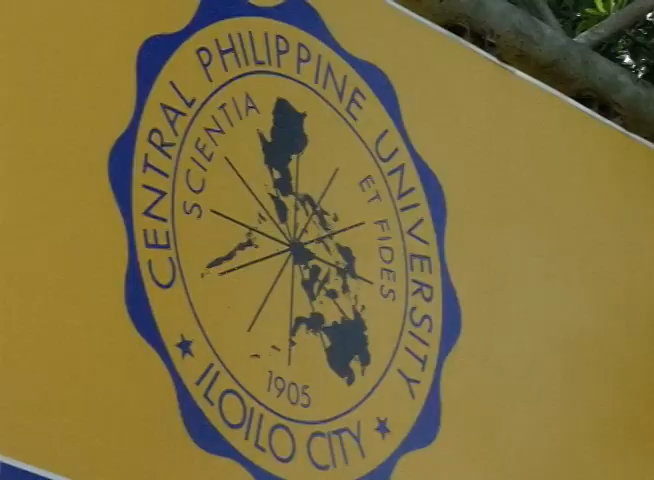 CENTRAL PHILIPPINE UNIVERSITY
SCIENTIA ET FIDES
1905
ILOILO CITY